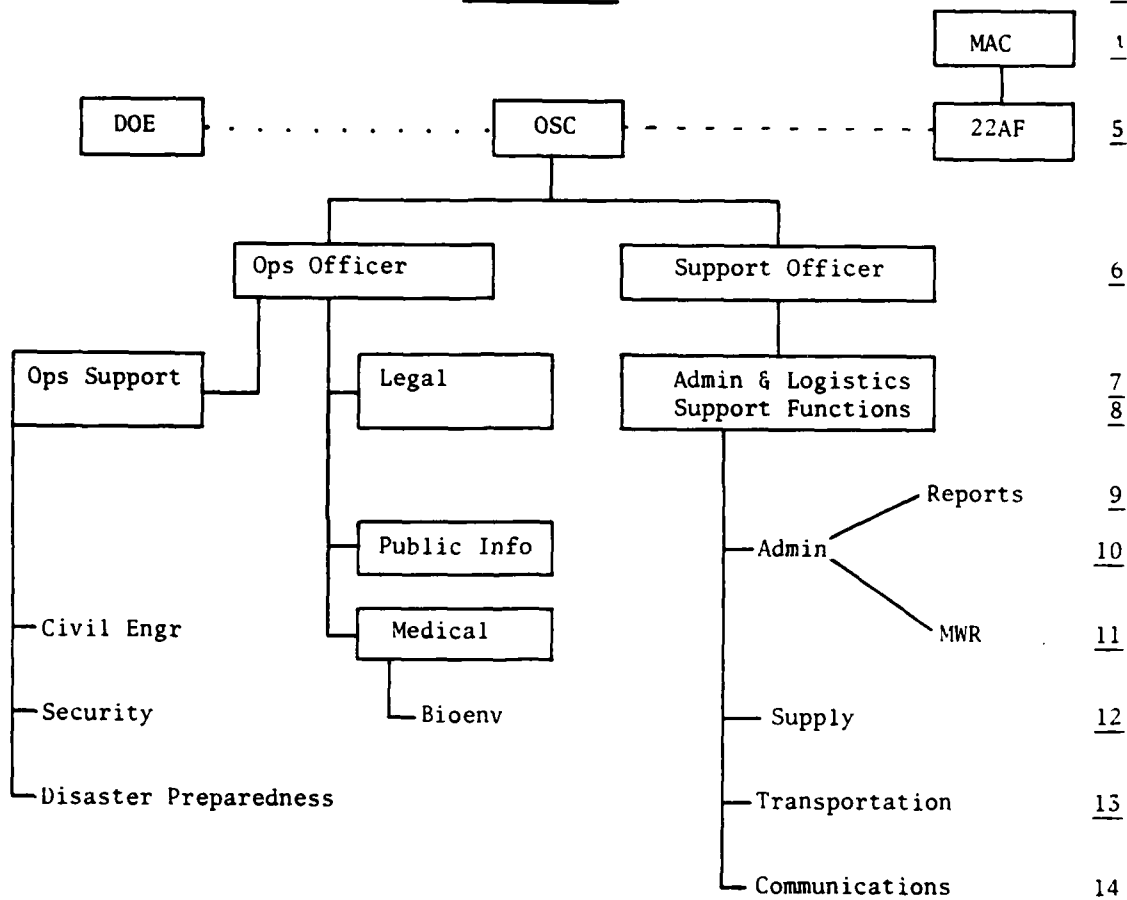 MAC 1
DOE OSC 22AF 5
Ops Officer Support Officer 6
Ops Support Legal Admin & Logistics 7
Support Functions 8
Reports 9
Public Info Admin 10
Civil Engr Medical MWR 11
Security Bioenv Supply 12
Disaster Preparedness Transportation 13
Communications 14